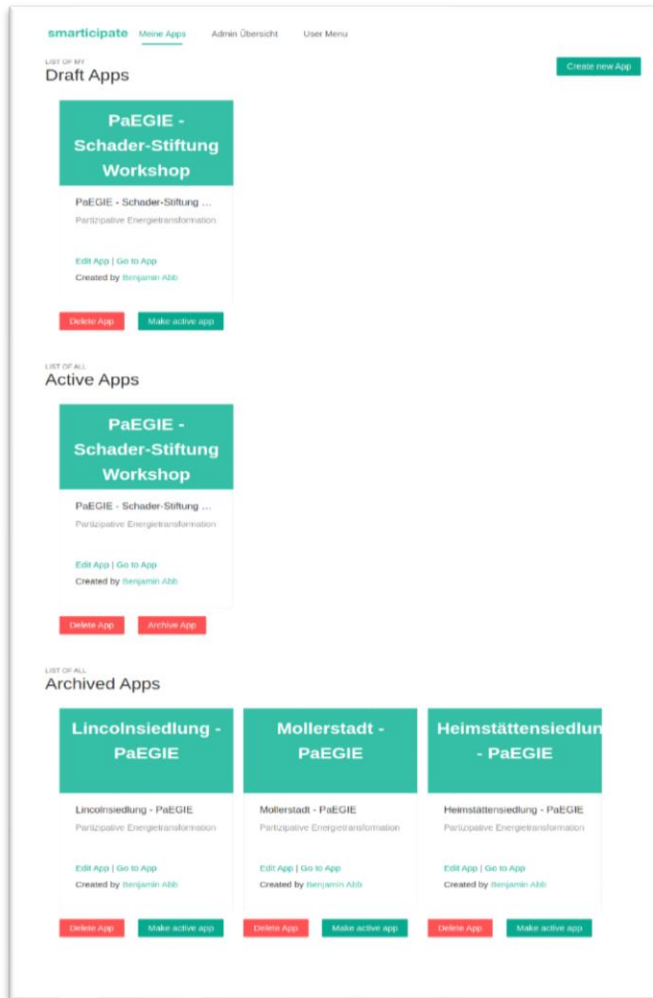 smarticipate Meine Apps Admin Übersicht User Menu
LIST OF MY
Draft Apps
Create new App
PaEGIE -
Schader-Stiftung
Workshop
PaEGIE - Schader-Stiftung ...
Partizipative Energietransformation
Edit App | Go to App
Created by Benjamin Abb
Delete App Make active app
LIST OF ALL
Active Apps
PaEGIE -
Schader-Stiftung
Workshop
PaEGIE - Schader-Stiftung ...
Partizipative Energietransformation
Edit App | Go to App
Created by Benjamin Abb
Delete App Archive App
LIST OF ALL
Archived Apps
Lincolnsiedlung -
PaEGIE
Lincolnsiedlung - PaEGIE
Partizipative Energietransformation
Edit App | Go to App
Created by Benjamin Abb
Delete App Make active app
Mollerstadt -
PaEGIE
Mollerstadt - PaEGIE
Partizipative Energietransformation
Edit App | Go to App
Created by Benjamin Abb
Delete App Make active app
Heimstättensiedlun
- PaEGIE
Heimstättensiedlung - PaEGIE
Partizipative Energietransformation
Edit App | Go to App
Created by Benjamin Abb
Delete App Make active app